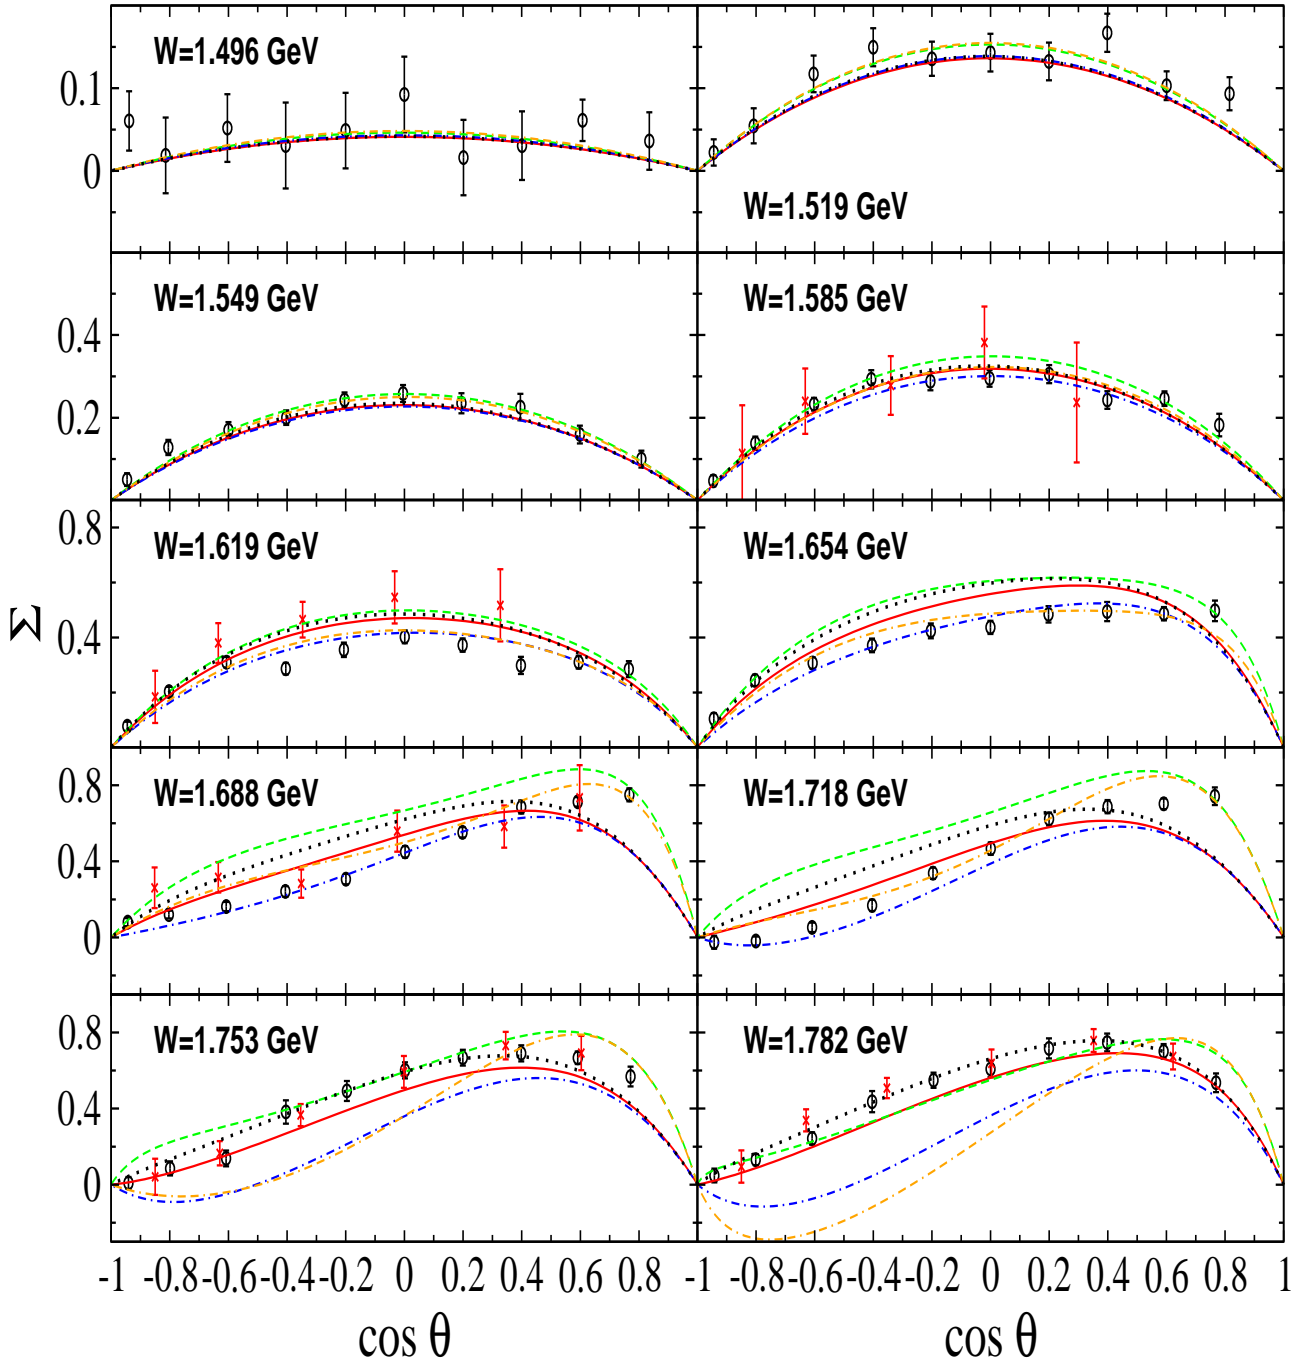 W=1.496 GeV
0.1
0
W=1.519 GeV
W=1.549 GeV
0.4
0.2
W=1.585 GeV
0.8
W=1.619 GeV
0.4
W=1.654 GeV
Σ
0.8
W=1.688 GeV
0.4
0
W=1.718 GeV
0.8
W=1.753 GeV
0.4
0
W=1.782 GeV
-1 -0.8 -0.6 -0.4 -0.2 0 0.2 0.4 0.6 0.8 -1 -0.8 -0.6 -0.4 -0.2 0 0.2 0.4 0.6 0.8 1
cos θ cos θ